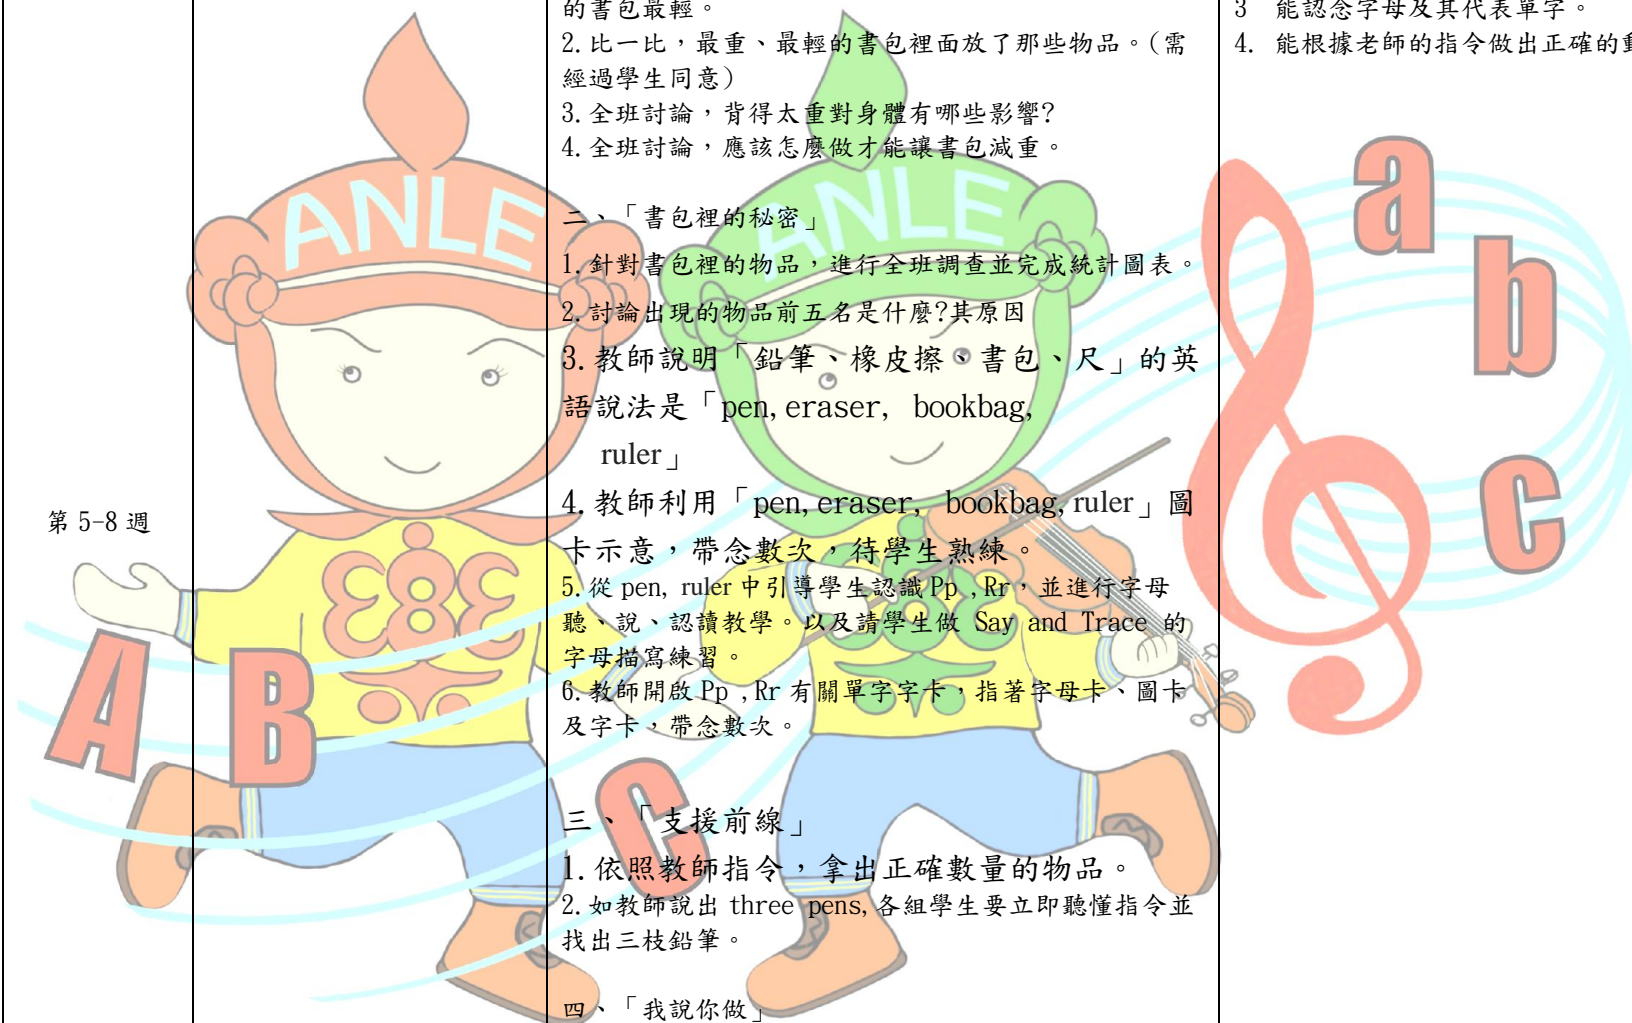 第 5-8 週
的書包最輕。
2.比一比，最重、最輕的書包裡面放了那些物品。(需
經過學生同意)
3.全班討論，背得太重對身體有哪些影響?
4.全班討論，應該怎麼做才能讓書包減重。
二、「書包裡的秘密」
1.針對書包裡的物品，進行全班調查並完成統計圖表。
2.討論出現的物品前五名是什麼?其原因
3.教師說明「鉛筆、橡皮擦、書包、尺」的英
語說法是「pen,eraser, bookbag,
ruler」
4.教師利用「pen,eraser, bookbag,ruler」圖
卡示意，帶念數次，待學生熟練。
5.從 pen, ruler 中引導學生認識 Pp ,Rr，並進行字母
聽、說、認讀教學。以及請學生做 Say and Trace 的
字母描寫練習。
6.教師開啟 Pp ,Rr 有關單字字卡，指著字母卡、圖卡
及字卡，帶念數次。
三、「支援前線」
1.依照教師指令，拿出正確數量的物品。
2.如教師說出 three pens,各組學生要立即聽懂指令並
找出三枝鉛筆。
四、「我說你做」
3 能認念字母及其代表單字。
4. 能根據老師的指令做出正確的動
ANLE
ANLE
A
B
C
a
b
c